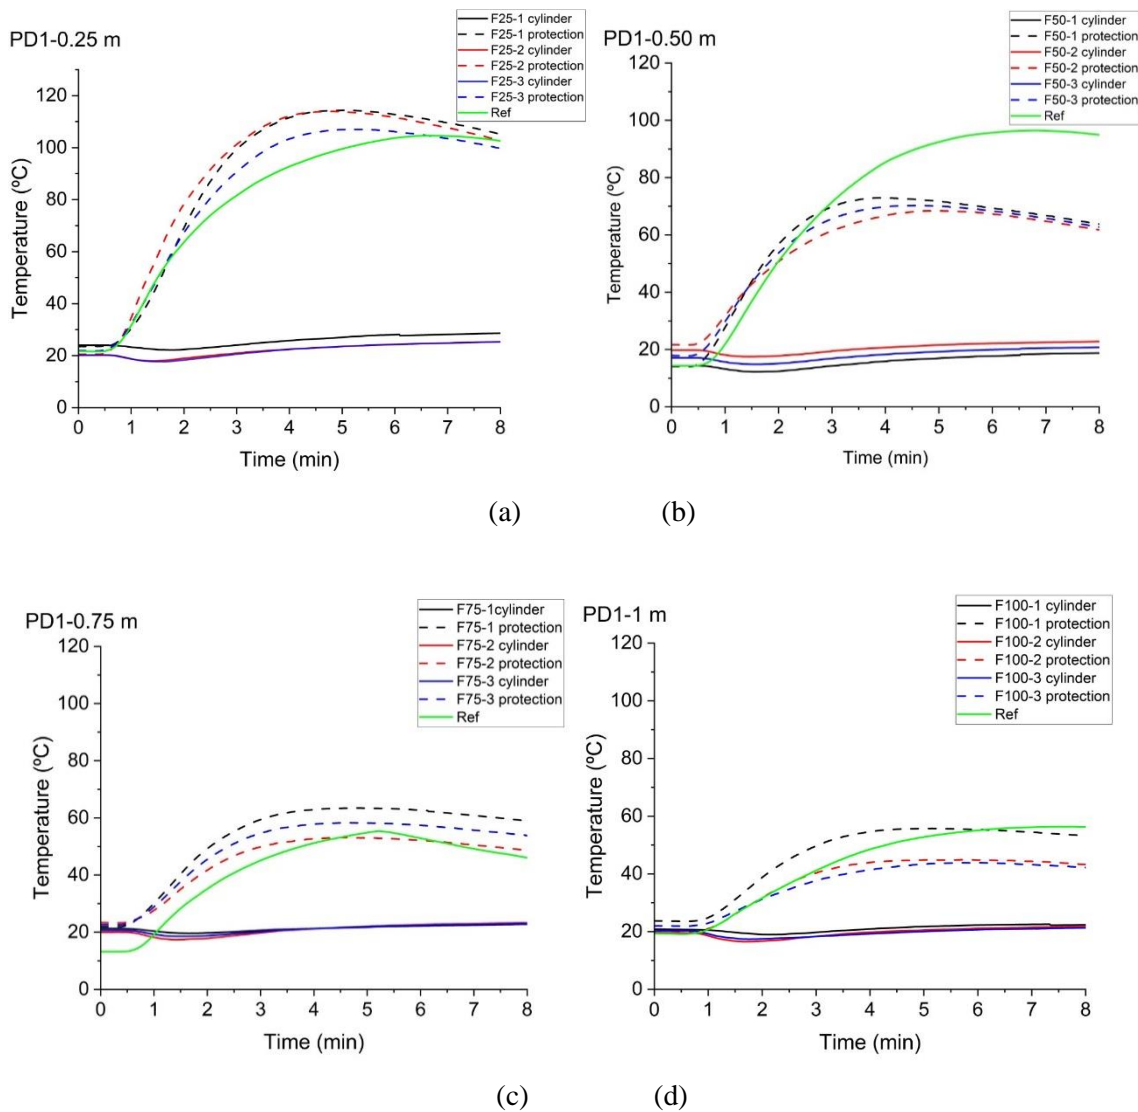 PD1-0.25 m
F25-1 cylinder
F25-1 protection
F25-2 cylinder
F25-2 protection
F25-3 cylinder
F25-3 protection
Ref
120
100
80
60
40
20
0
Temperature (ºC)
0 1 2 3 4 5 6 7 8
Time (min)
(a)
PD1-0.50 m
F50-1 cylinder
F50-1 protection
F50-2 cylinder
F50-2 protection
F50-3 cylinder
F50-3 protection
Ref
120
100
80
60
40
20
0
Temperature (ºC)
0 1 2 3 4 5 6 7 8
Time (min)
(b)
PD1-0.75 m
F75-1cylinder
F75-1 protection
F75-2 cylinder
F75-2 protection
F75-3 cylinder
F75-3 protection
Ref
120
100
80
60
40
20
0
Temperature (ºC)
0 1 2 3 4 5 6 7 8
Time (min)
(c)
PD1-1 m
F100-1 cylinder
F100-1 protection
F100-2 cylinder
F100-2 protection
F100-3 cylinder
F100-3 protection
Ref
120
100
80
60
40
20
0
Temperature (ºC)
0 1 2 3 4 5 6 7 8
Time (min)
(d)